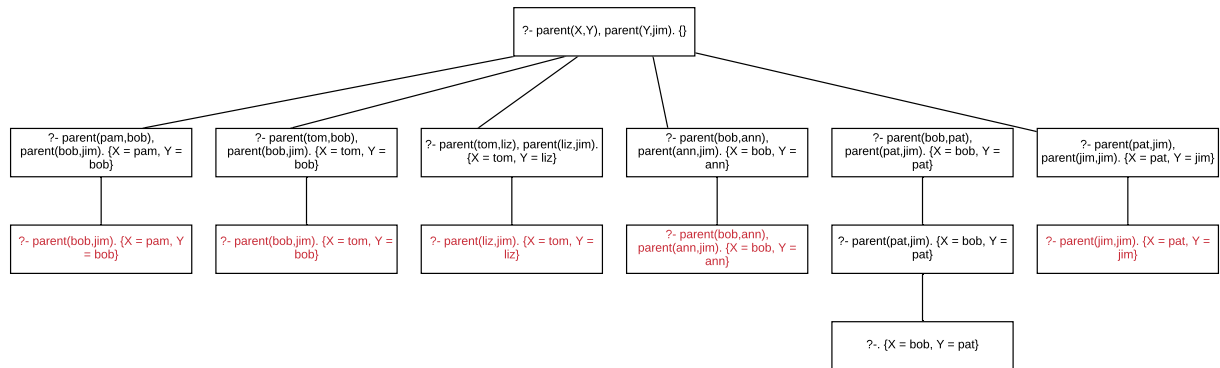 ?- parent(X,Y), parent(Y,jim). {}
?- parent(pam,bob),
parent(bob,jim). {X = pam, Y =
bob}
?- parent(tom,bob),
parent(bob,jim). {X = tom, Y =
bob}
?- parent(tom,liz), parent(liz,jim).
{X = tom, Y = liz}
?- parent(bob,ann),
parent(ann,jim). {X = bob, Y =
ann}
?- parent(bob,pat),
parent(pat,jim). {X = bob, Y =
pat}
?- parent(pat,jim),
parent(jim,jim). {X = pat, Y = jim}
?- parent(bob,jim). {X = pam, Y
= bob}
?- parent(bob,jim). {X = tom, Y =
bob}
?- parent(liz,jim). {X = tom, Y =
liz}
?- parent(bob,ann),
parent(ann,jim). {X = bob, Y =
ann}
?- parent(pat,jim). {X = bob, Y =
pat}
?- parent(jim,jim). {X = pat, Y =
jim}
?-. {X = bob, Y = pat}